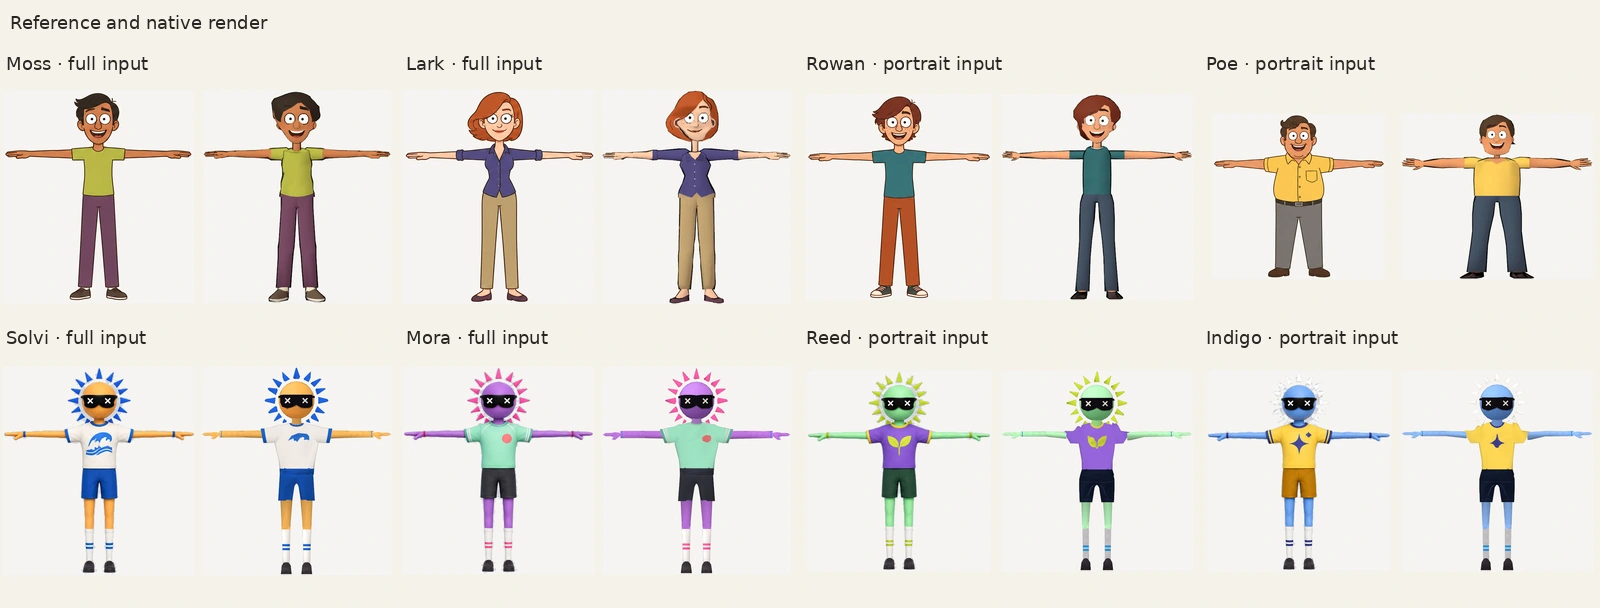 Reference and native render
Moss · full input
Lark · full input
Rowan · portrait input
Poe · portrait input
Solvi · full input
Mora · full input
Reed · portrait input
Indigo · portrait input